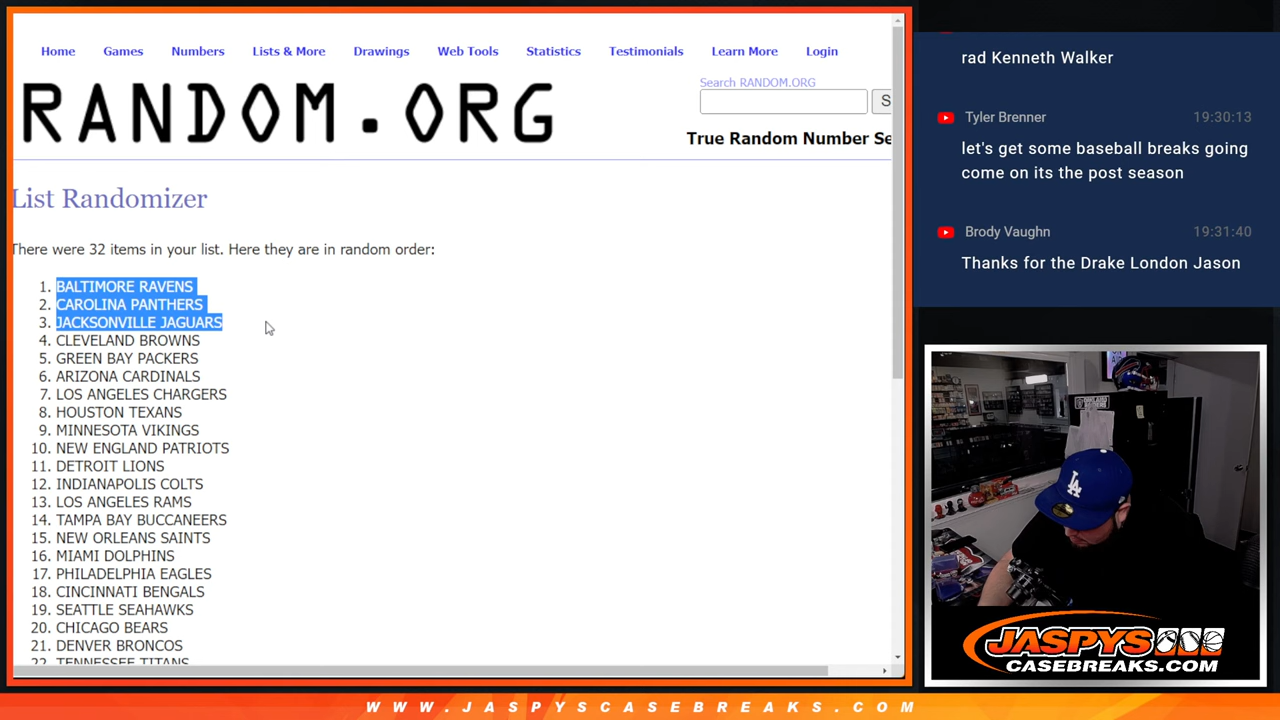 Home Games Numbers Lists & More Drawings Web Tools Statistics Testimonials Learn More Login
RANDOM.ORG
Search RANDOM.ORG
S
True Random Number Se
List Randomizer
There were 32 items in your list. Here they are in random order:
1. BALTIMORE RAVENS
2. CAROLINA PANTHERS
3. JACKSONVILLE JAGUARS
4. CLEVELAND BROWNS
5. GREEN BAY PACKERS
6. ARIZONA CARDINALS
7. LOS ANGELES CHARGERS
8. HOUSTON TEXANS
9. MINNESOTA VIKINGS
10. NEW ENGLAND PATRIOTS
11. DETROIT LIONS
12. INDIANAPOLIS COLTS
13. LOS ANGELES RAMS
14. TAMPA BAY BUCCANEERS
15. NEW ORLEANS SAINTS
16. MIAMI DOLPHINS
17. PHILADELPHIA EAGLES
18. CINCINNATI BENGALS
19. SEATTLE SEAHAWKS
20. CHICAGO BEARS
21. DENVER BRONCOS
22. TENNESSEE TITANS
rad Kenneth Walker
Tyler Brenner 19:30:13
let's get some baseball breaks going
come on its the post season
Brody Vaughn 19:31:40
Thanks for the Drake London Jason
LA
JASPYS
CASEBREAKS.COM
WWW.JASPYSCASEBREAKS.COM